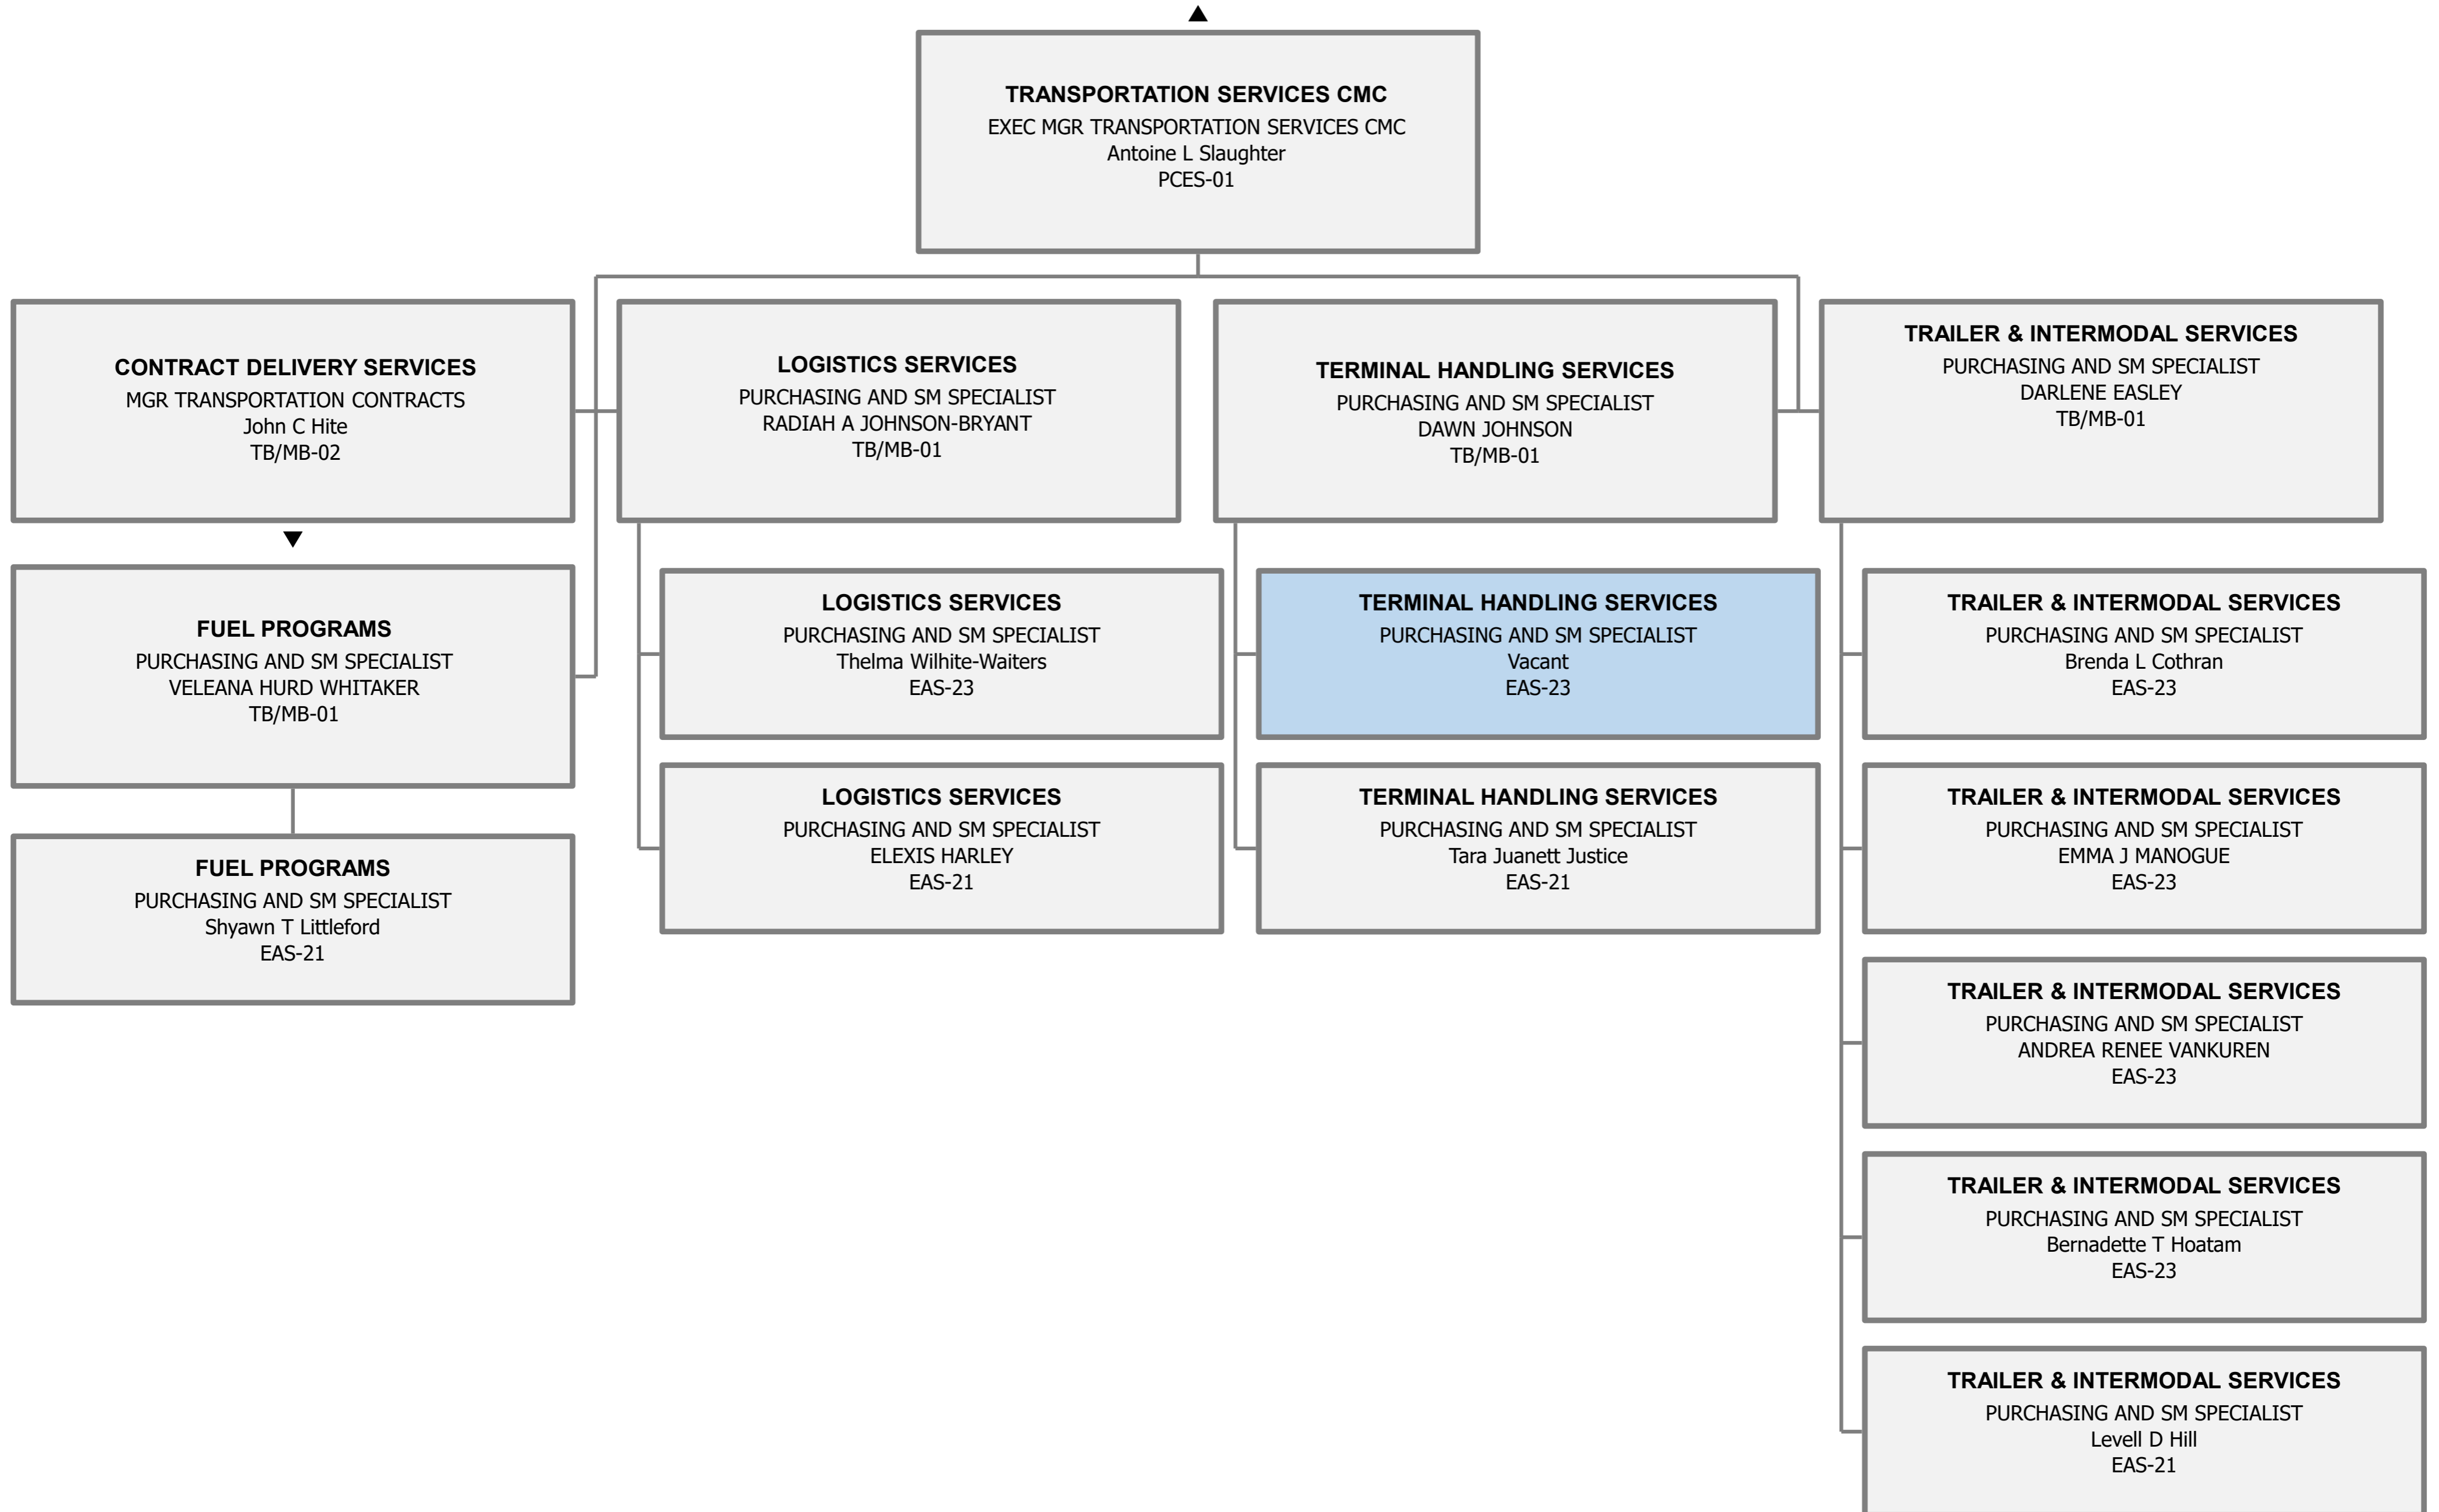 TRANSPORTATION SERVICES CMC
EXEC MGR TRANSPORTATION SERVICES CMC
Antoine L Slaughter
PCES-01
CONTRACT DELIVERY SERVICES
MGR TRANSPORTATION CONTRACTS
John C Hite
TB/MB-02
LOGISTICS SERVICES
PURCHASING AND SM SPECIALIST
RADIAH A JOHNSON-BRYANT
TB/MB-01
TERMINAL HANDLING SERVICES
PURCHASING AND SM SPECIALIST
DAWN JOHNSON
TB/MB-01
TRAILER & INTERMODAL SERVICES
PURCHASING AND SM SPECIALIST
DARLENE EASLEY
TB/MB-01
FUEL PROGRAMS
PURCHASING AND SM SPECIALIST
VELEANA HURD WHITAKER
TB/MB-01
FUEL PROGRAMS
PURCHASING AND SM SPECIALIST
Shyawn T Littleford
EAS-21
LOGISTICS SERVICES
PURCHASING AND SM SPECIALIST
Thelma Wilhite-Waiters
EAS-23
LOGISTICS SERVICES
PURCHASING AND SM SPECIALIST
ELEXIS HARLEY
EAS-21
TERMINAL HANDLING SERVICES
PURCHASING AND SM SPECIALIST
Vacant
EAS-23
TERMINAL HANDLING SERVICES
PURCHASING AND SM SPECIALIST
Tara Juanett Justice
EAS-21
TRAILER & INTERMODAL SERVICES
PURCHASING AND SM SPECIALIST
Brenda L Cothran
EAS-23
TRAILER & INTERMODAL SERVICES
PURCHASING AND SM SPECIALIST
EMMA J MANOGUE
EAS-23
TRAILER & INTERMODAL SERVICES
PURCHASING AND SM SPECIALIST
ANDREA RENEE VANKUREN
EAS-23
TRAILER & INTERMODAL SERVICES
PURCHASING AND SM SPECIALIST
Bernadette T Hoatam
EAS-23
TRAILER & INTERMODAL SERVICES
PURCHASING AND SM SPECIALIST
Levell D Hill
EAS-21